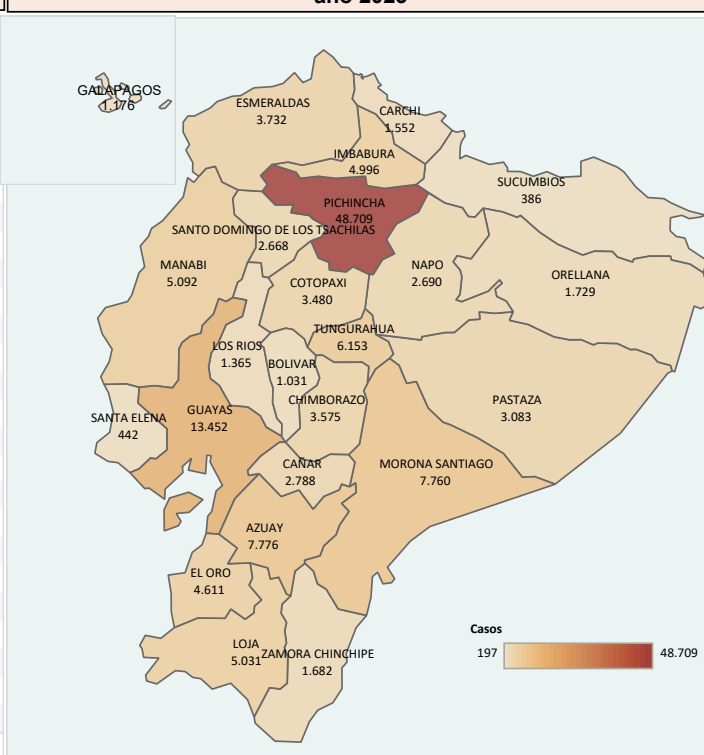 GALAPAGOS
1.176
ESMERALDAS
3.732
CARCHI
1.552
IMBABURA
4.996
SUCUMBIOS
386
PICHINCHA
48.709
SANTO DOMINGO DE LOS TSACHILAS
2.668
MANABI
5.092
NAPO
2.690
ORELLANA
1.729
COTOPAXI
3.480
TUNGURAHUA
6.153
LOS RIOS
1.365
BOLIVAR
1.031
CHIMBORAZO
3.575
PASTAZA
3.083
SANTA ELENA
442
GUAYAS
13.452
CAÑAR
2.788
MORONA SANTIAGO
7.760
AZUAY
7.776
EL ORO
4.611
LOJA
5.031
ZAMORA CHINCHIPE
1.682
Casos
197 48.709